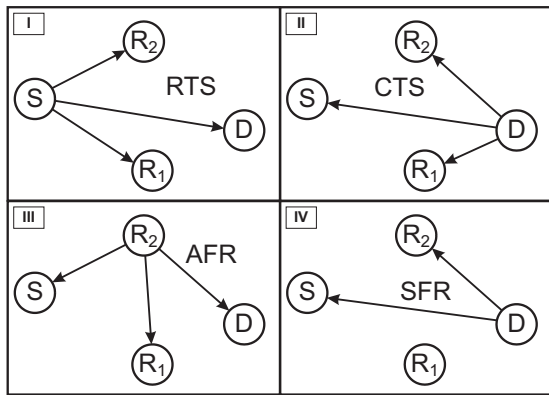 I
R₂
S
RTS
D
R₁
II
R₂
S
CTS
D
R₁
III
R₂
AFR
S
D
R₁
IV
R₂
S
SFR
D
R₁